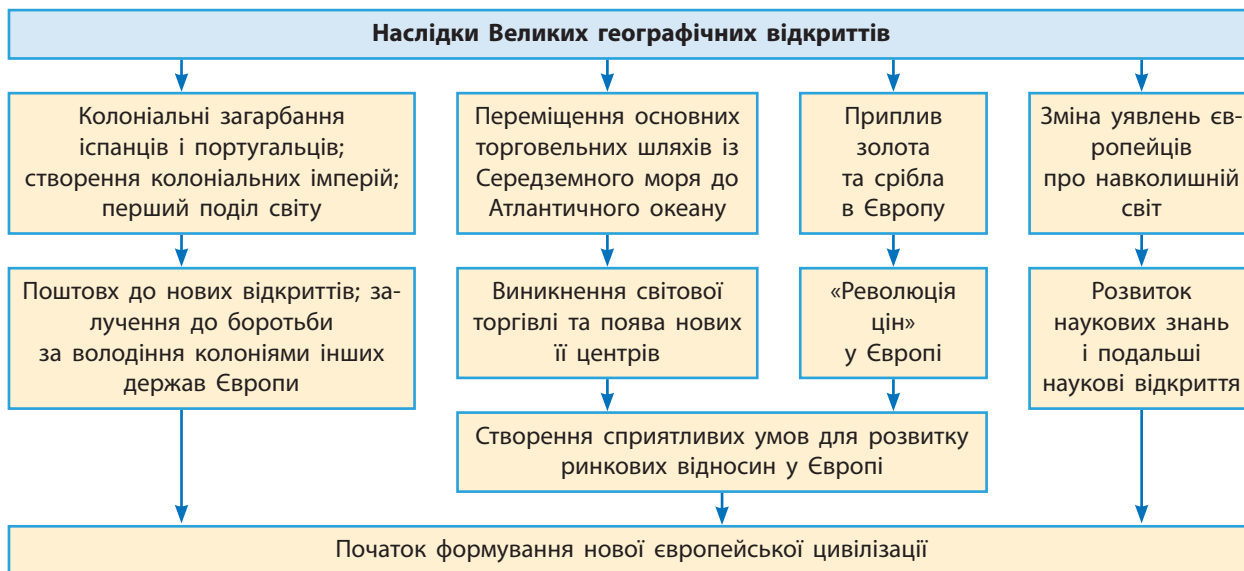 Наслідки Великих географічних відкриттів
Колоніальні загарбання
іспанців і португальців;
створення колоніальних імперій;
перший поділ світу
Переміщення основних
торговельних шляхів із
Середземного моря до
Атлантичного океану
Приплив
золота
та срібла
в Європу
Зміна уявлень єв-
ропейців
про навколишній
світ
Поштовх до нових відкриттів; за-
лучення до боротьби
за володіння колоніями інших
держав Європи
Виникнення світової
торгівлі та поява нових
її центрів
«Революція
цін»
у Європі
Розвиток
наукових знань
і подальші
наукові відкриття
Створення сприятливих умов для розвитку
ринкових відносин у Європі
Початок формування нової європейської цивілізації